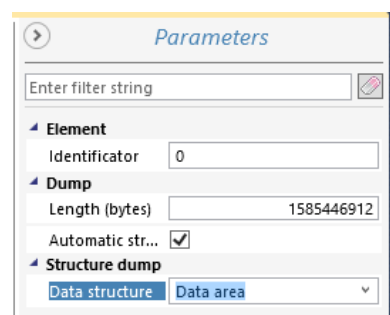 Parameters
Enter filter string
Element
Identificator 0
Dump
Length (bytes) 1585446912
Automatic str...
Structure dump
Data structure Data area